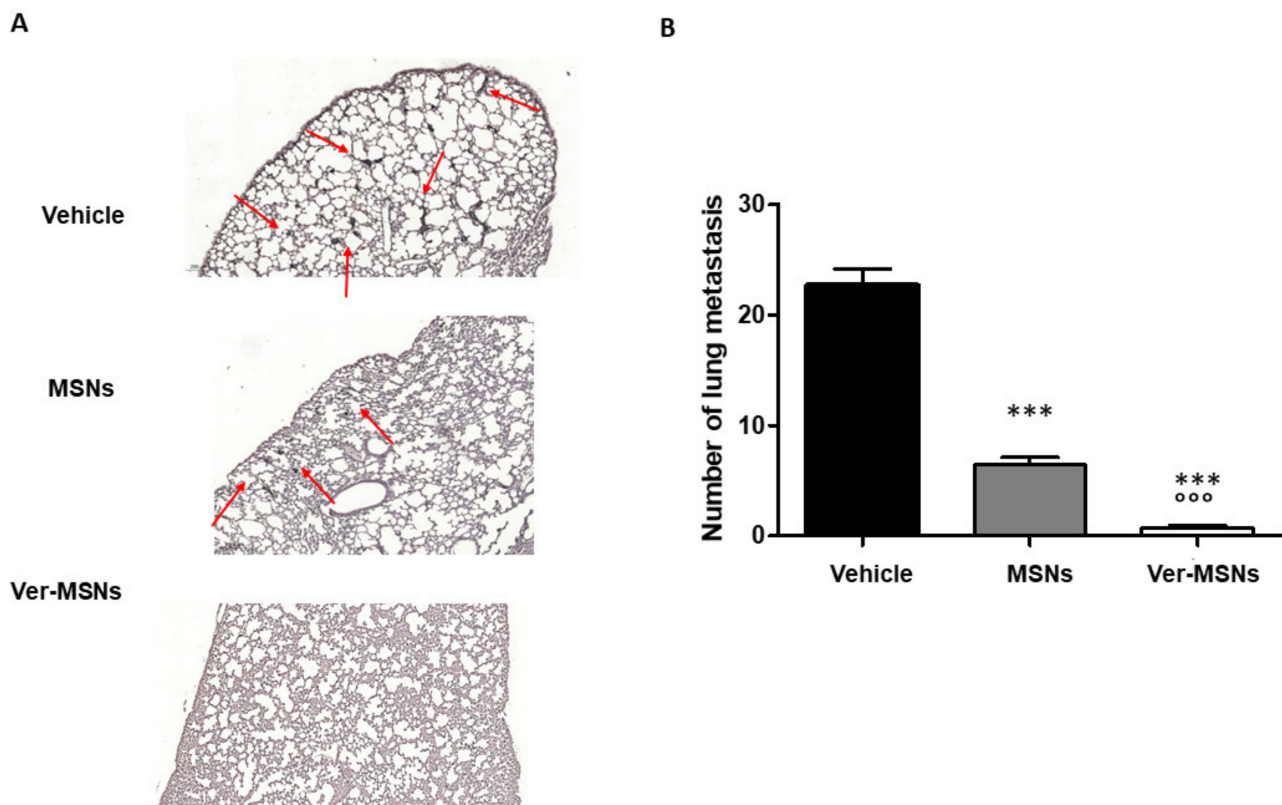 A
B
Vehicle
MSNs
Ver-MSNs
Number of lung metastasis
30
20
10
0
***
***
°°°
Vehicle
MSNs
Ver-MSNs